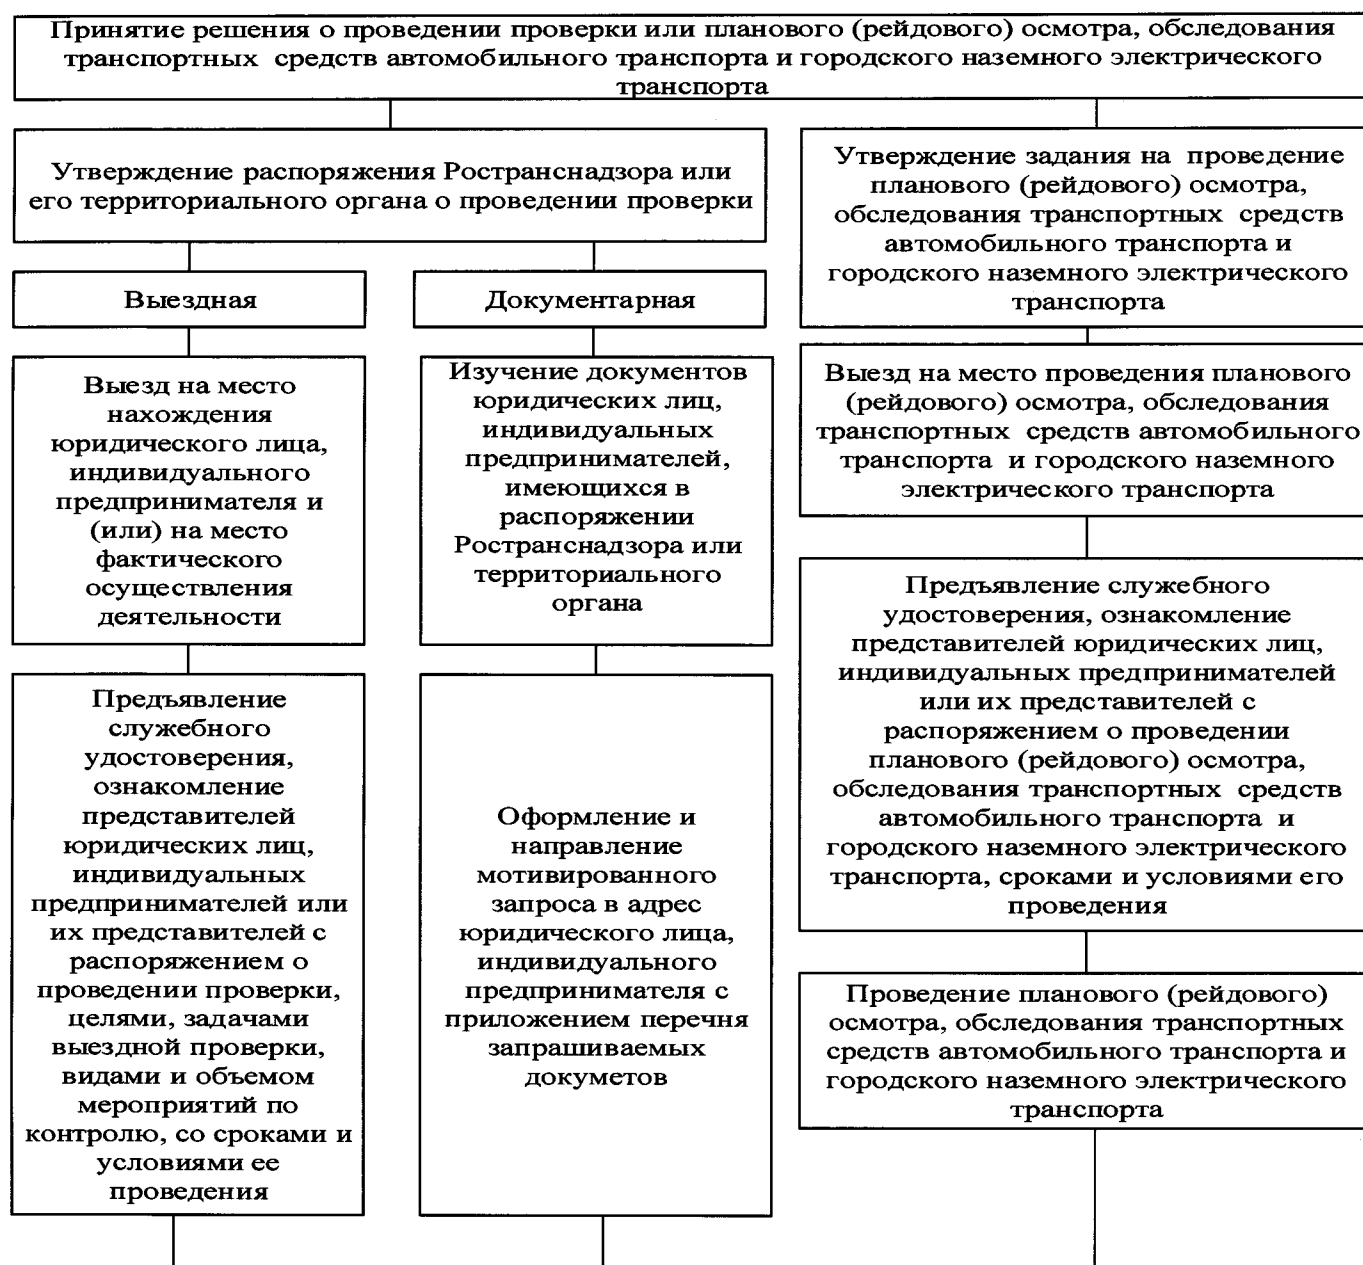 Принятие решения о проведении проверки или планового (рейдового) осмотра, обследования
транспортных средств автомобильного транспорта и городского наземного электрического
транспорта
Утверждение распоряжения Ространснадзора или
его территориального органа о проведении проверки
Утверждение задания на проведение
планового (рейдового) осмотра,
обследования транспортных средств
автомобильного транспорта и
городского наземного электрического
транспорта
Выездная
Документарная
Выезд на место
нахождения
юридического лица,
индивидуального
предпринимателя и
(или) на место
фактического
осуществления
деятельности
Изучение документов
юридических лиц,
индивидуальных
предпринимателей,
имеющихся в
распоряжении
Ространснадзора или
территориального
органа
Выезд на место проведения планового
(рейдового) осмотра, обследования
транспортных средств автомобильного
транспорта и городского наземного
электрического транспорта
Предъявление служебного
удостоверения, ознакомление
представителей юридических лиц,
индивидуальных предпринимателей
или их представителей с
распоряжением о проведении
планового (рейдового) осмотра,
обследования транспортных средств
автомобильного транспорта и
городского наземного электрического
транспорта, сроками и условиями его
проведения
Предъявление
служебного
удостоверения,
ознакомление
представителей
юридических лиц,
индивидуальных
предпринимателей или
их представителей с
распоряжением о
проведении проверки,
целями, задачами
выездной проверки,
видами и объемом
мероприятий по
контролю, со сроками и
условиями ее
проведения
Оформление и
направление
мотивированного
запроса в адрес
юридического лица,
индивидуального
предпринимателя с
приложением перечня
запрашиваемых
докуметов
Проведение планового (рейдового)
осмотра, обследования транспортных
средств автомобильного транспорта и
городского наземного электрического
транспорта